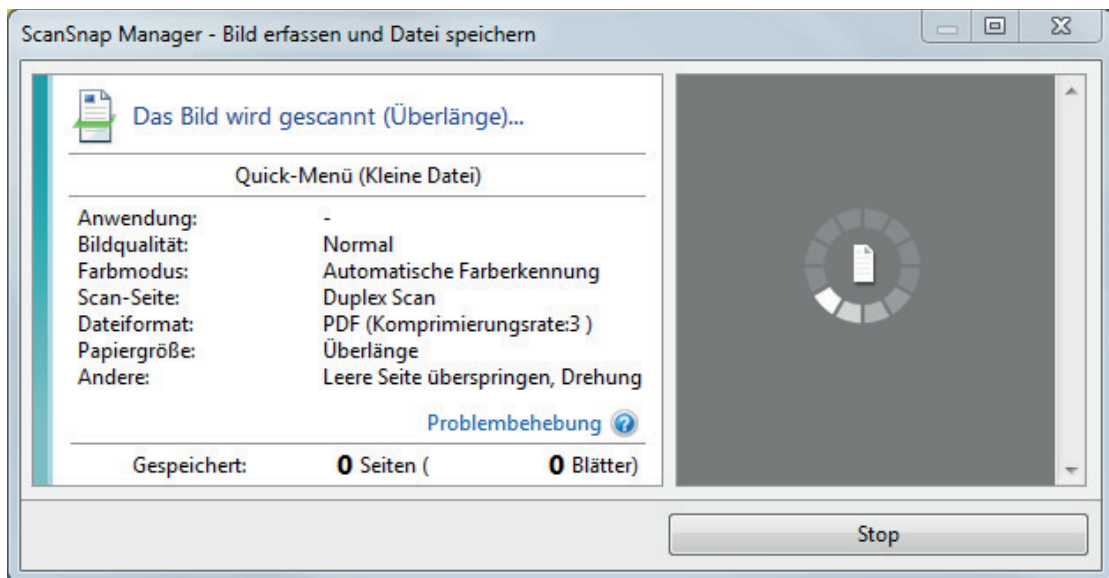 ScanSnap Manager - Bild erfassen und Datei speichern
Das Bild wird gescannt (Überlänge)...
Quick-Menü (Kleine Datei)
Anwendung: -
Bildqualität: Normal
Farbmodus: Automatische Farberkennung
Scan-Seite: Duplex Scan
Dateiformat: PDF (Komprimierungsrate:3 )
Papiergröße: Überlänge
Andere: Leere Seite überspringen, Drehung
Problembehebung
Gespeichert: 0 Seiten ( 0 Blätter)
Stop